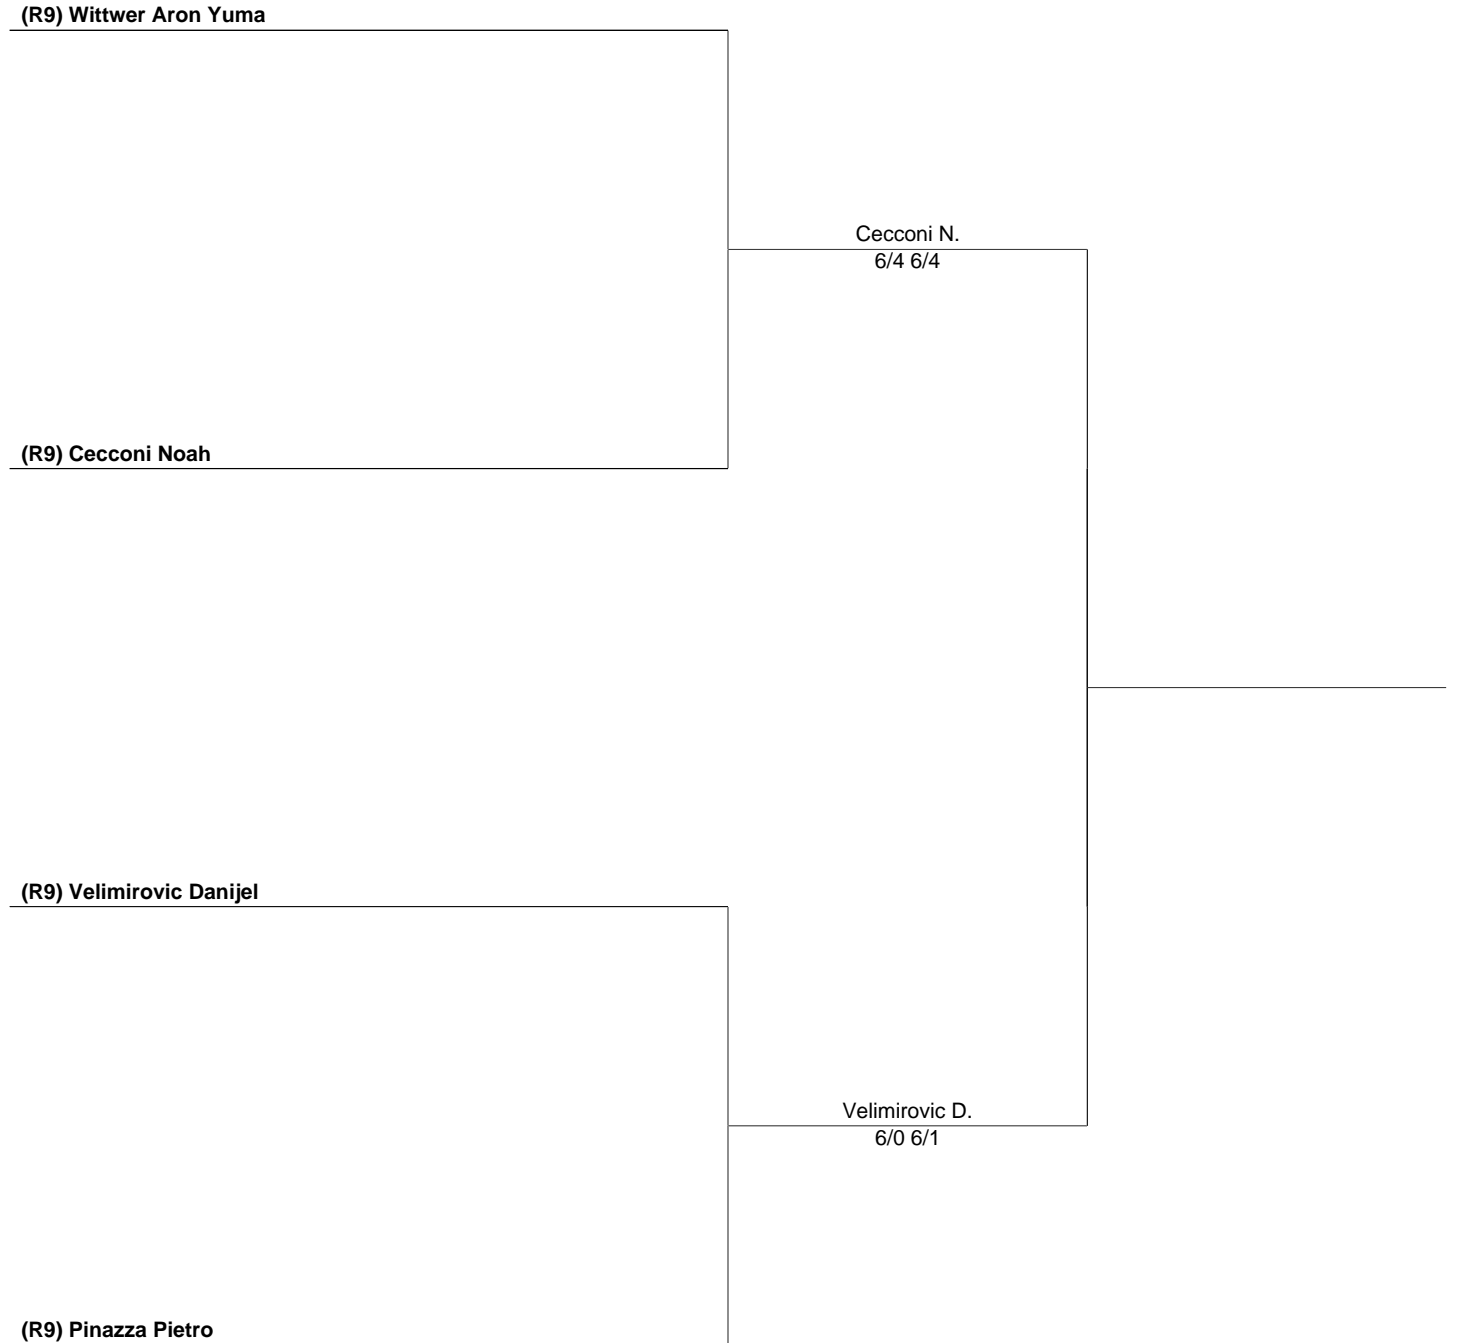 (R9) Wittwer Aron Yuma
Cecconi N.
6/4 6/4
(R9) Cecconi Noah
(R9) Velimirovic Danijel
Velimirovic D.
6/0 6/1
(R9) Pinazza Pietro